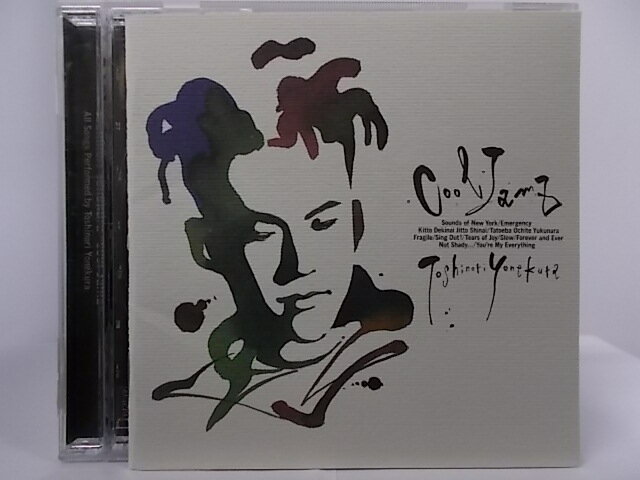 Cool Jamz
Sounds of New York/Emergency
Kitto Dekinai Jitto Shinai/Tatoeba Ochite Yukunara
Fragile/Sing Out!/Tears of Joy/Slow/Forever and Ever
Not Shady.../You're My Everything
Toshinori Yonekura
All Songs Performed by Toshinori Yonekura